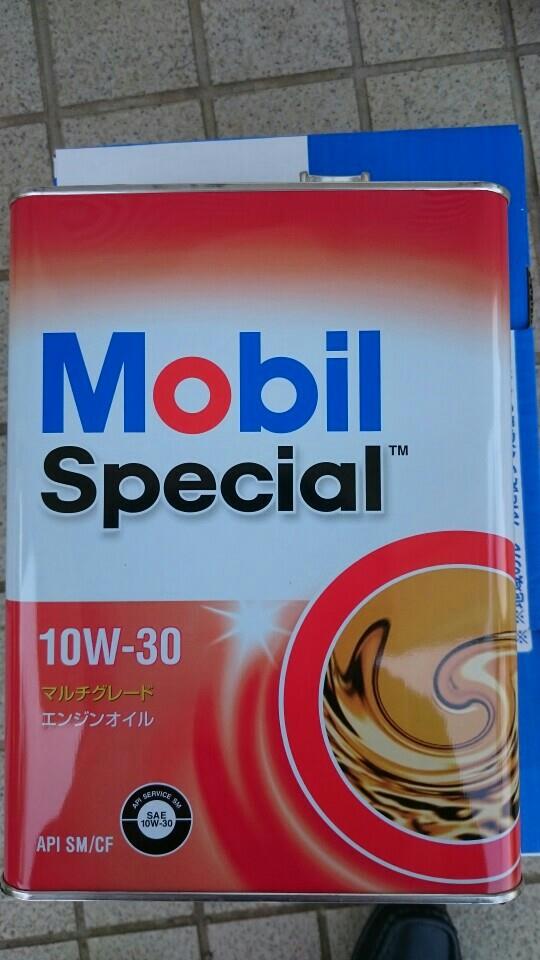 Mobil
Special™
10W-30
マルチグレード
エンジンオイル
API SERVICE SM
SAE
10W-30
API SM/CF